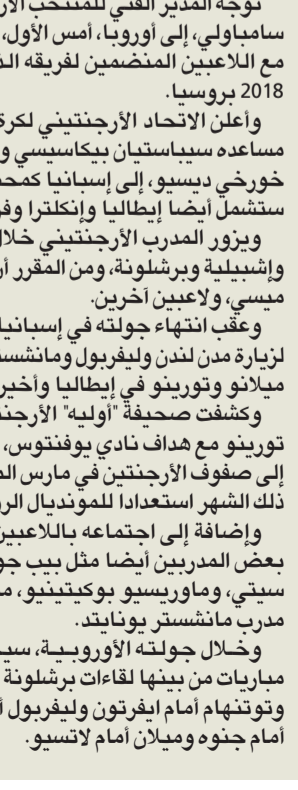 توجه المدير الفني للمنتخب
سامباولي، إلى أوروبا، أمس الأول،
مع اللاعبين المنضمين لفريقه
2018 بروسيا.
وأعلن الاتحاد الأرجنتيني لكرة
مساعده سيباستيان بيكاسيسي
خورخي ديسيو، إلى إسبانيا
ستشمل أيضا إيطاليا وإنكلترا
ويزور المدرب الأرجنتيني
وإشبيلية وبرشلونة، ومن المقرر
ميسي، ولاعبين آخرين.
وعقب انتهاء جولته في إسبانيا
لزيارة مدن لندن وليفربول
ميلانو وتورينو في إيطاليا
وكشفت صحيفة "أوليه"
تورينو مع هداف نادي يوفنتوس،
إلى صفوف الأرجنتين في مارس
ذلك الشهر استعدادا للمونديال
وإضافة إلى اجتماعه باللاعبين
بعض المدربين أيضا مثل بيب
سيتي، وماوريسيو بوكيتينيو،
مدرب مانشستر يونايتد.
وخلال جولته الأوروبية،
مباريات من بينها لقاءات برشلونة
وتوتنهام أمام ايفرتون وليفربول
أمام جنوه وميلان أمام لاتسيو.